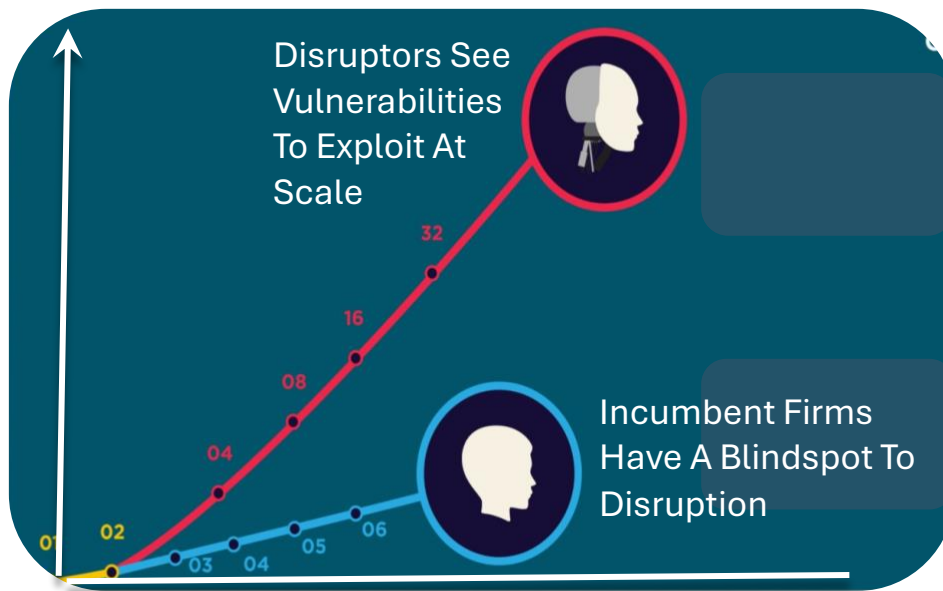 Disruptors See
Vulnerabilities
To Exploit At
Scale
32
16
08
04
02
Incumbent Firms
Have A Blindspot To
Disruption
03
04
05
06